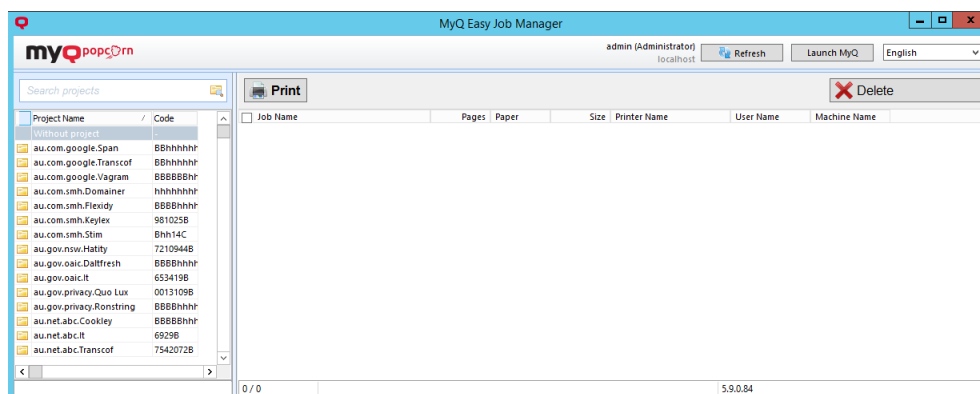 MyQ Easy Job Manager
myQ popcorn
admin (Administrator)
localhost
Refresh
Launch MyQ
English
Search projects
Print
Delete
Project Name / Code
Without project -
au.com.google.Span BBhhhhhh
au.com.google.Transcof BBhhhhhh
au.com.google.Vagram BBBBBBhh
au.com.smh.Domainer hhhhhhhh
au.com.smh.Flexidy BBBBhhhh
au.com.smh.Keylex 981025B
au.com.smh.Stim Bhh14C
au.gov.nsw.Hatity 7210944B
au.gov.oaic.Daltfresh BBBBhhhh
au.gov.oaic.It 653419B
au.gov.privacy.Quo Lux 0013109B
au.gov.privacy.Ronstring BBBBhhhh
au.net.abc.Cookley BBBBBhhh
au.net.abc.It 6929B
au.net.abc.Transcof 7542072B
Job Name Pages Paper Size Printer Name User Name Machine Name
0 / 0 5.9.0.84